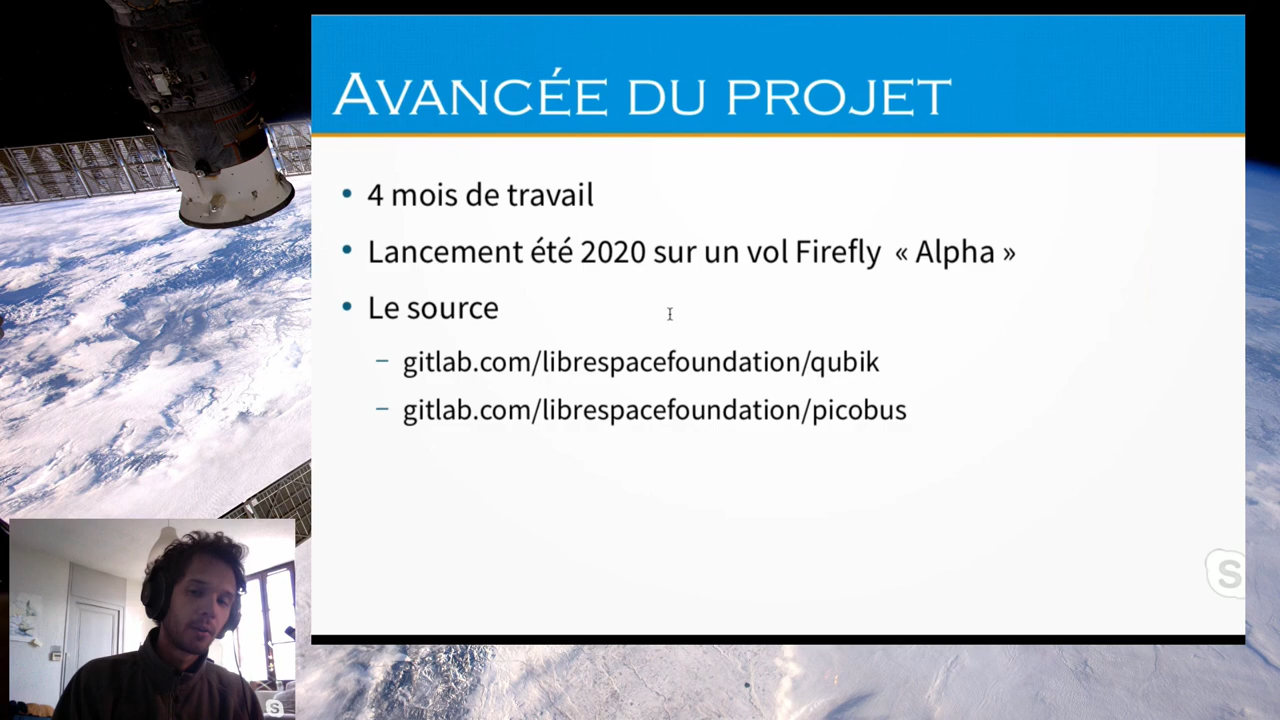 AVANCÉE DU PROJET
• 4 mois de travail
• Lancement été 2020 sur un vol Firefly « Alpha »
• Le source
– gitlab.com/librespacefoundation/qubik
– gitlab.com/librespacefoundation/picobus
S
S